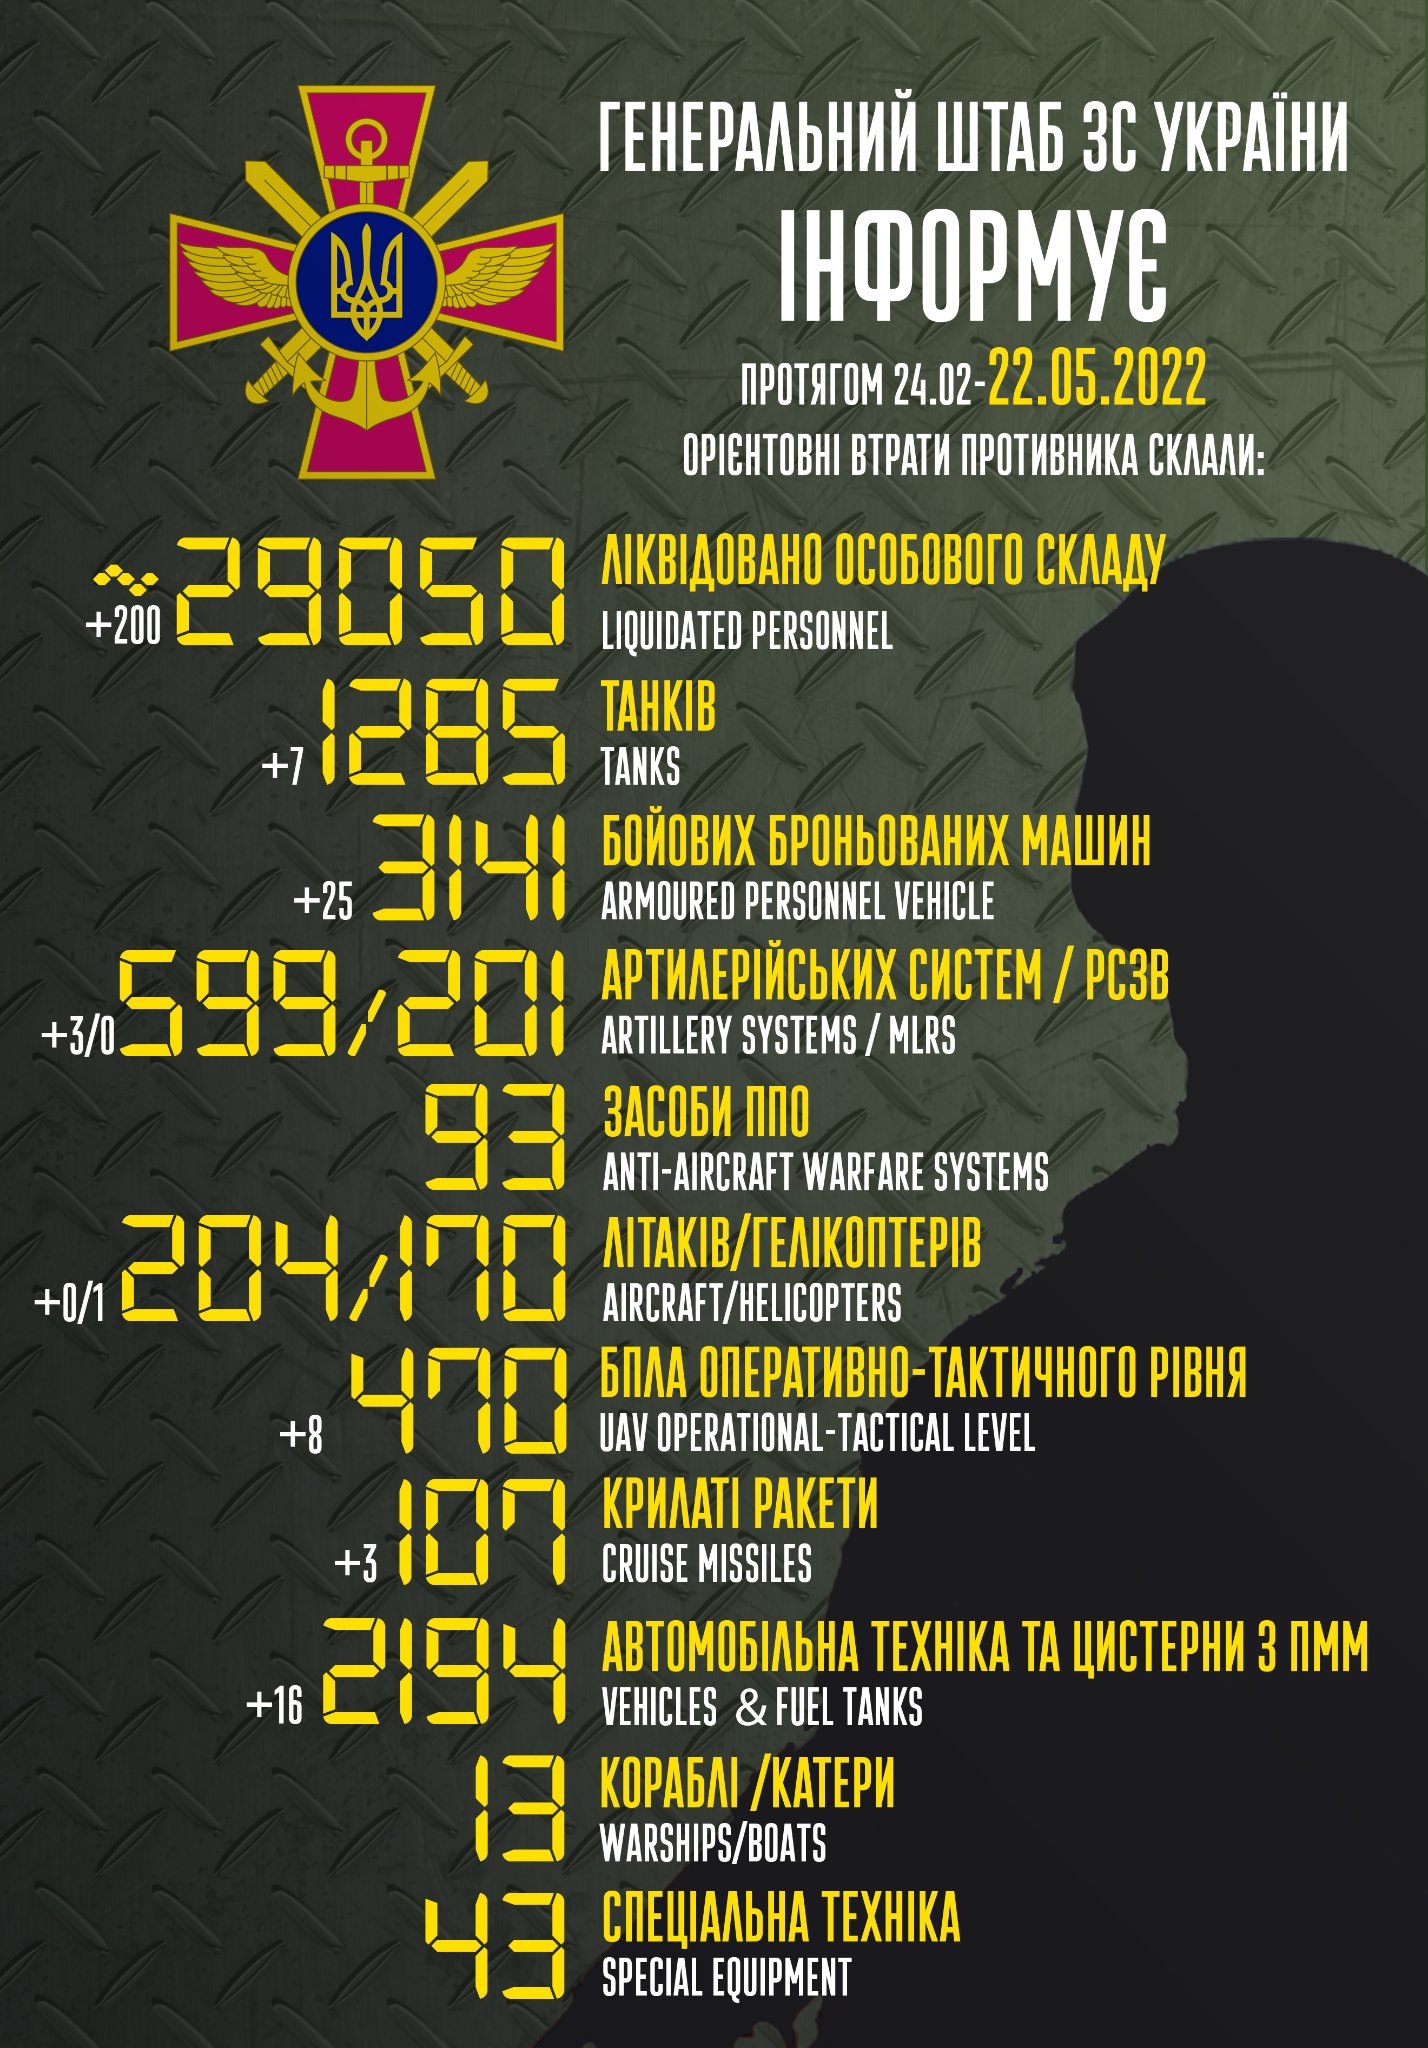 ГЕНЕРАЛЬНИЙ ШТАБ ЗС УКРАЇНИ
ІНФОРМУЄ
ПРОТЯГОМ 24.02-22.05.2022
ОРІЄНТОВНІ ВТРАТИ ПРОТИВНИКА СКЛАЛИ:
~29050 ЛІКВІДОВАНО ОСОБОВОГО СКЛАДУ
+200 LIQUIDATED PERSONNEL
1285 ТАНКІВ
+7 TANKS
3141 БОЙОВИХ БРОНЬОВАНИХ МАШИН
+25 ARMOURED PERSONNEL VEHICLE
599/201 АРТИЛЕРІЙСЬКИХ СИСТЕМ / РСЗВ
+3/0 ARTILLERY SYSTEMS / MLRS
93 ЗАСОБИ ППО
ANTI-AIRCRAFT WARFARE SYSTEMS
204/170 ЛІТАКІВ/ГЕЛІКОПТЕРІВ
+0/1 AIRCRAFT/HELICOPTERS
470 БПЛА ОПЕРАТИВНО-ТАКТИЧНОГО РІВНЯ
+8 UAV OPERATIONAL-TACTICAL LEVEL
107 КРИЛАТІ РАКЕТИ
+3 CRUISE MISSILES
2194 АВТОМОБІЛЬНА ТЕХНІКА ТА ЦИСТЕРНИ З ПММ
+16 VEHICLES & FUEL TANKS
13 КОРАБЛІ /КАТЕРИ
WARSHIPS/BOATS
43 СПЕЦІАЛЬНА ТЕХНІКА
SPECIAL EQUIPMENT